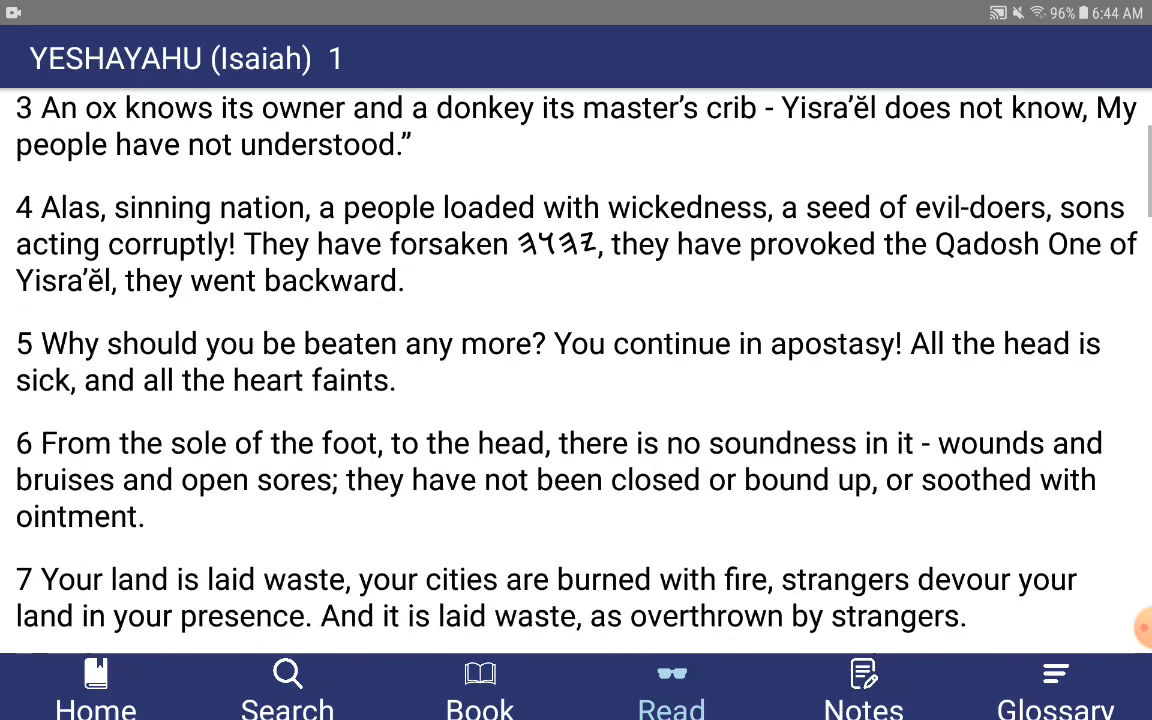 96% 6:44 AM
YESHAYAHU (Isaiah) 1
3 An ox knows its owner and a donkey its master’s crib - Yisra’ĕl does not know, My
people have not understood.”
4 Alas, sinning nation, a people loaded with wickedness, a seed of evil-doers, sons
acting corruptly! They have forsaken 𐤉𐤄𐤅𐤄, they have provoked the Qadosh One of
Yisra’ĕl, they went backward.
5 Why should you be beaten any more? You continue in apostasy! All the head is
sick, and all the heart faints.
6 From the sole of the foot, to the head, there is no soundness in it - wounds and
bruises and open sores; they have not been closed or bound up, or soothed with
ointment.
7 Your land is laid waste, your cities are burned with fire, strangers devour your
land in your presence. And it is laid waste, as overthrown by strangers.
Home Search Book Read Notes Glossary